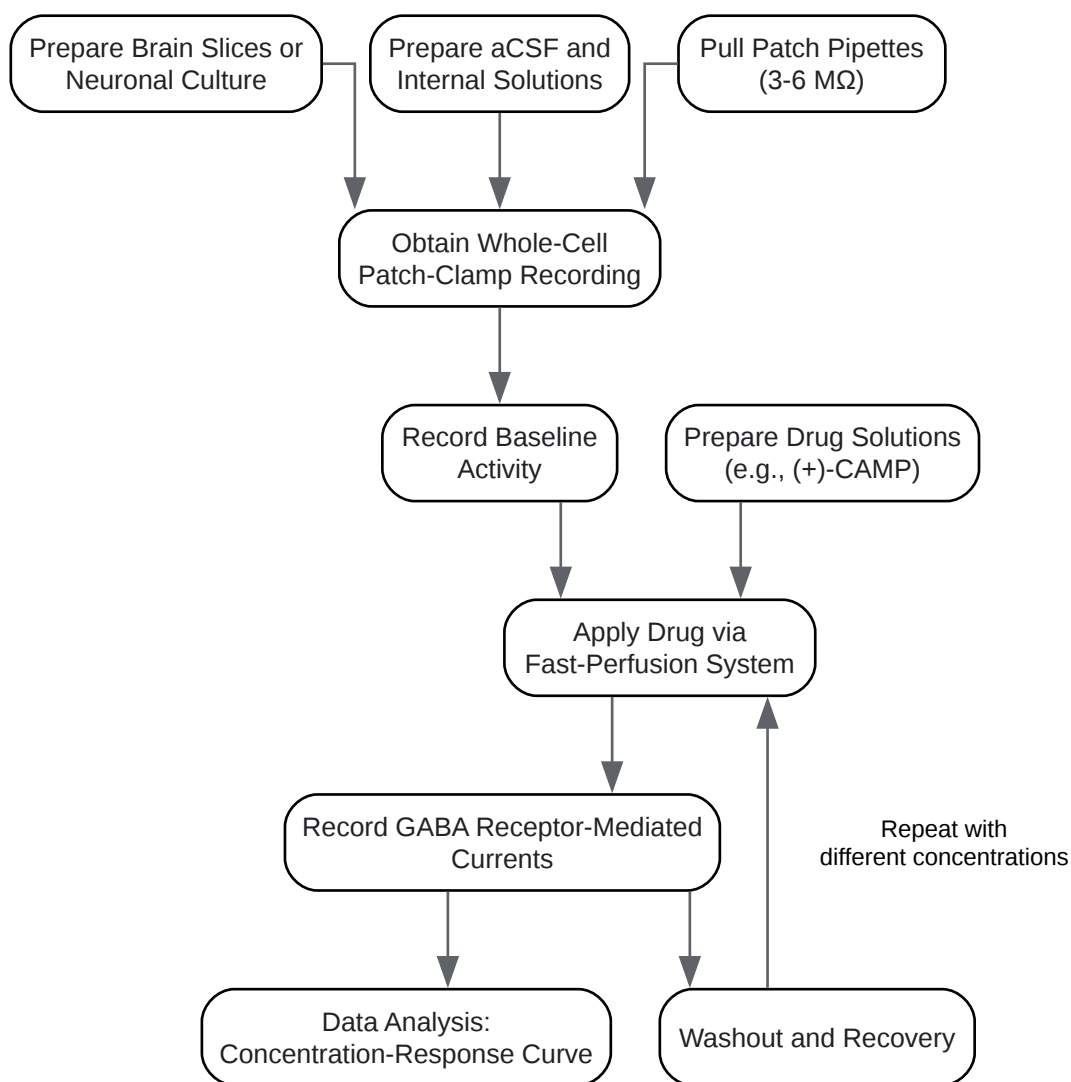 Prepare Brain Slices or
Neuronal Culture
Prepare aCSF and
Internal Solutions
Pull Patch Pipettes
(3-6 MΩ)
Obtain Whole-Cell
Patch-Clamp Recording
Record Baseline
Activity
Prepare Drug Solutions
(e.g., (+)-CAMP)
Apply Drug via
Fast-Perfusion System
Record GABA Receptor-Mediated
Currents
Repeat with
different concentrations
Data Analysis:
Concentration-Response Curve
Washout and Recovery